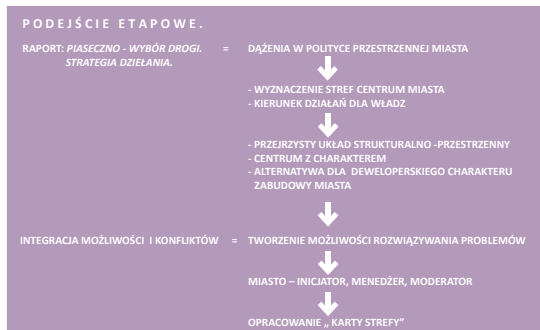 PODEJŚCIE ETAPOWE.
RAPORT: PIASECZNO - WYBÓR DROGI. = DĄŻENIA W POLITYCE PRZESTRZENNEJ MIASTA
STRATEGIA DZIEŁANIA.
- WYZNACZENIE STREF CENTRUM MIASTA
- KIERUNEK DZIAŁAŃ DLA WŁADZ
- PRZEJRZYSTY UKŁAD STRUKTURALNO -PRZESTRZENNY
- CENTRUM Z CHARAKTEREM
- ALTERNATYWA DLA DEWELOPERSKIEGO CHARAKTERU
ZABUDOWY MIASTA
INTEGRACJA MOŻLIWOŚCI I KONFLIKTÓW = TWORZENIE MOŻLIWOŚCI ROZWIĄZYWANIA PROBLEMÓW
MIASTO – INICJATOR, MENEDŻER, MODERATOR
OPRACOWANIE „ KARTY STREFY"